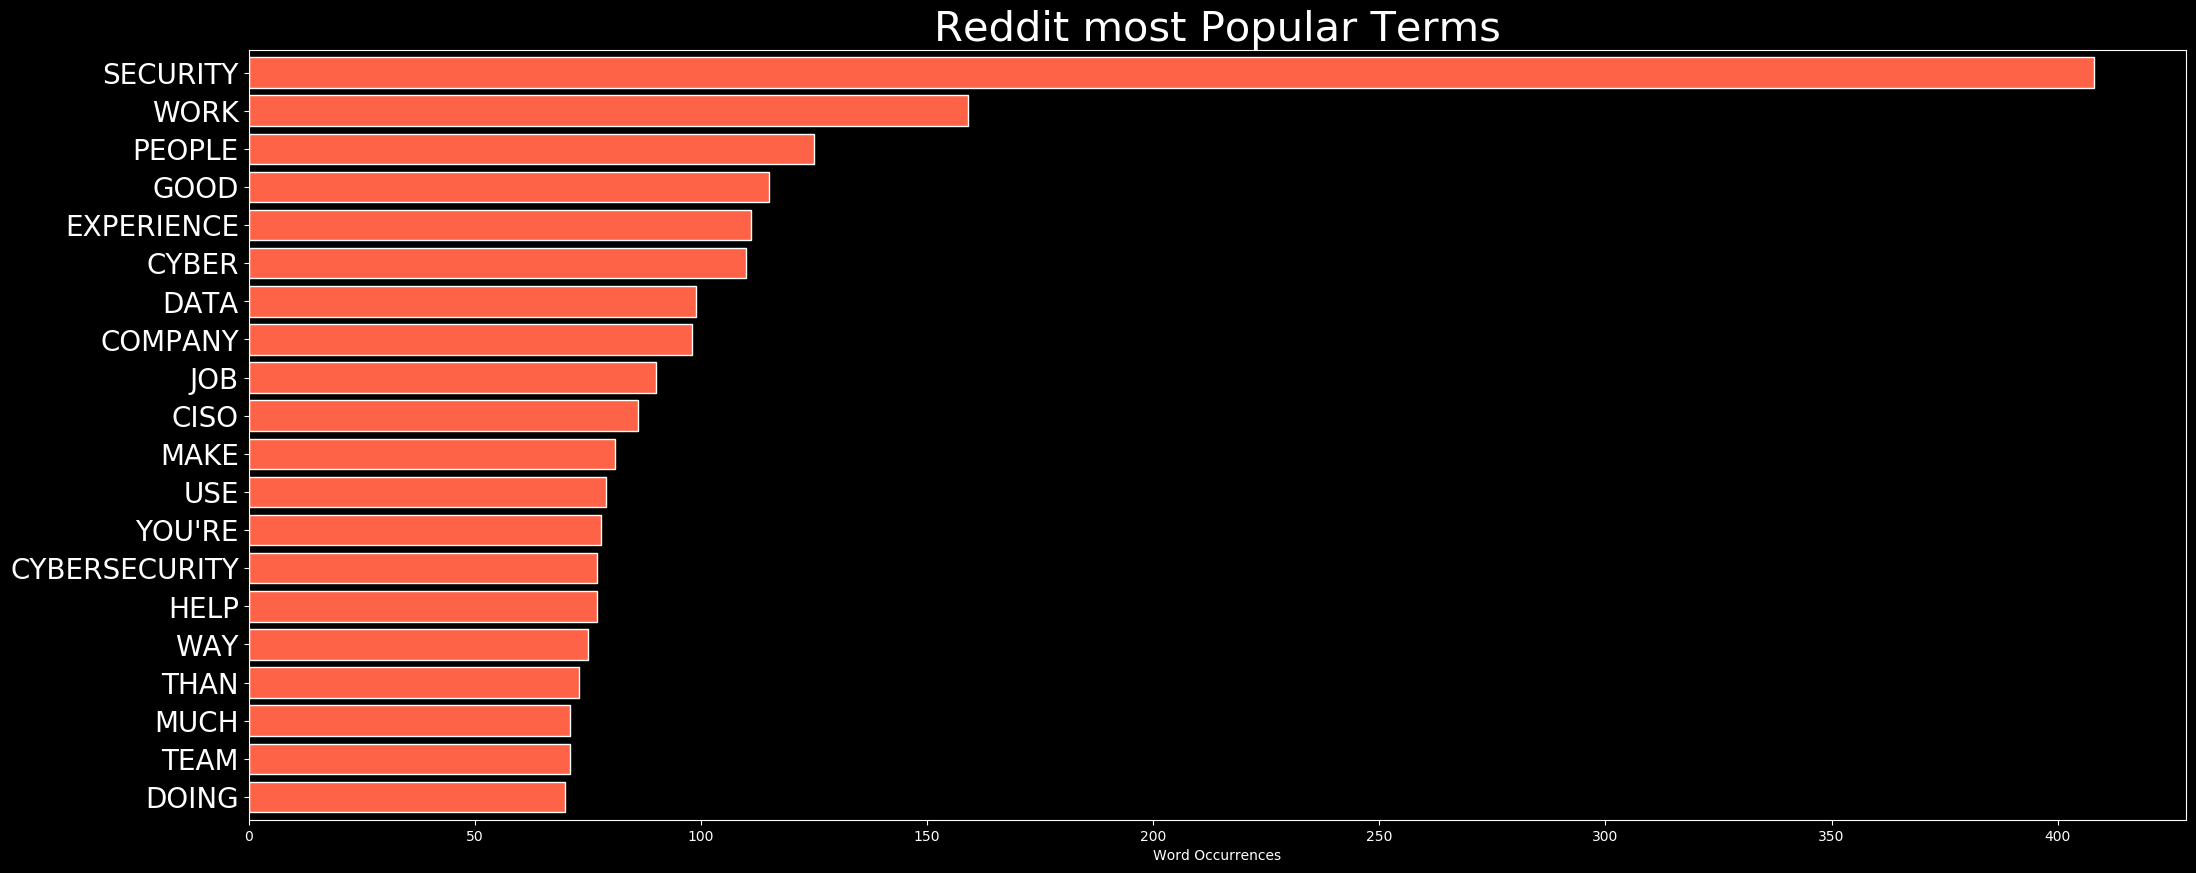 Reddit most Popular Terms
SECURITY
WORK
PEOPLE
GOOD
EXPERIENCE
CYBER
DATA
COMPANY
JOB
CISO
MAKE
USE
YOU'RE
CYBERSECURITY
HELP
WAY
THAN
MUCH
TEAM
DOING
0 50 100 150 200 250 300 350 400
Word Occurrences